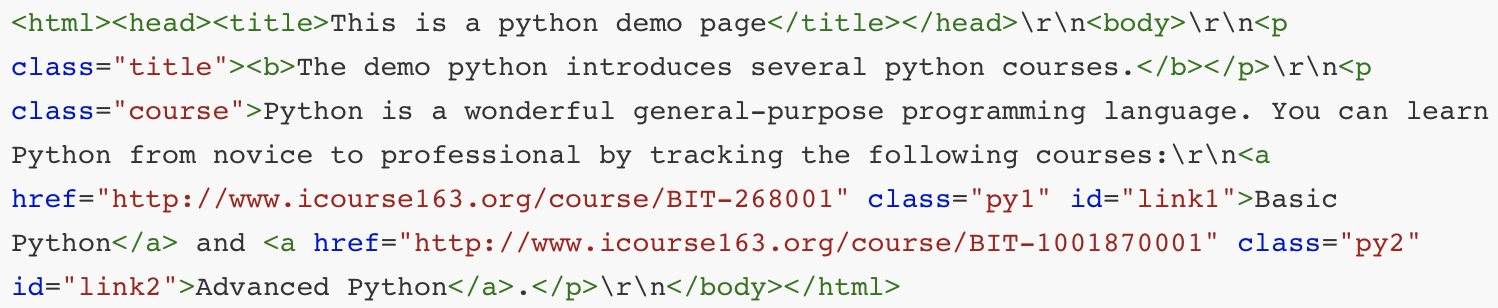 <html><head><title>This is a python demo page</title></head>\r\n<body>\r\n<p
class="title"><b>The demo python introduces several python courses.</b></p>\r\n<p
class="course">Python is a wonderful general-purpose programming language. You can learn
Python from novice to professional by tracking the following courses:\r\n<a
href="http://www.icourse163.org/course/BIT-268001" class="py1" id="link1">Basic
Python</a> and <a href="http://www.icourse163.org/course/BIT-1001870001" class="py2"
id="link2">Advanced Python</a>.</p>\r\n</body></html>